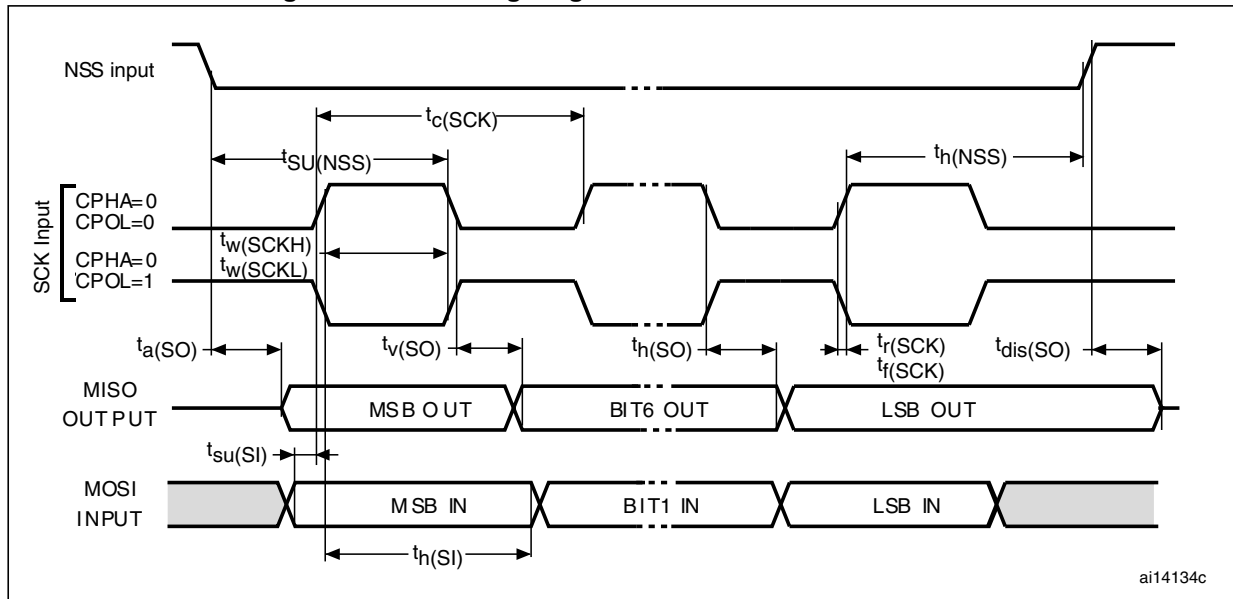 NSS input
tc(SCK)
tSU(NSS)
th(NSS)
SCK Input
CPHA=0
CPOL=0
tw(SCKH)
CPHA=0
tw(SCKL)
CPOL=1
ta(SO)
tv(SO)
th(SO)
tr(SCK)
tf(SCK)
tdis(SO)
MISO
OUTPUT
MSB OUT
BIT6 OUT
LSB OUT
tsu(SI)
MOSI
INPUT
MSB IN
BIT1 IN
LSB IN
th(SI)
ai14134c